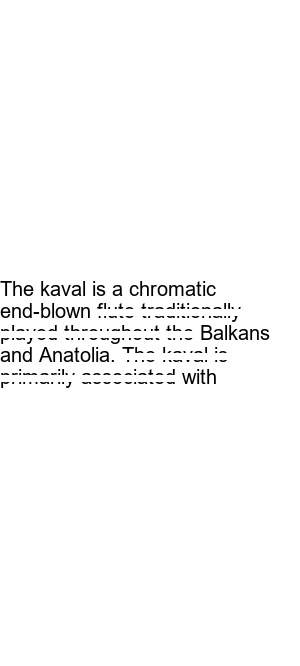 The kaval is a chromatic
end-blown flute traditionally
played throughout the Balkans
and Anatolia. The kaval is
primarily associated with